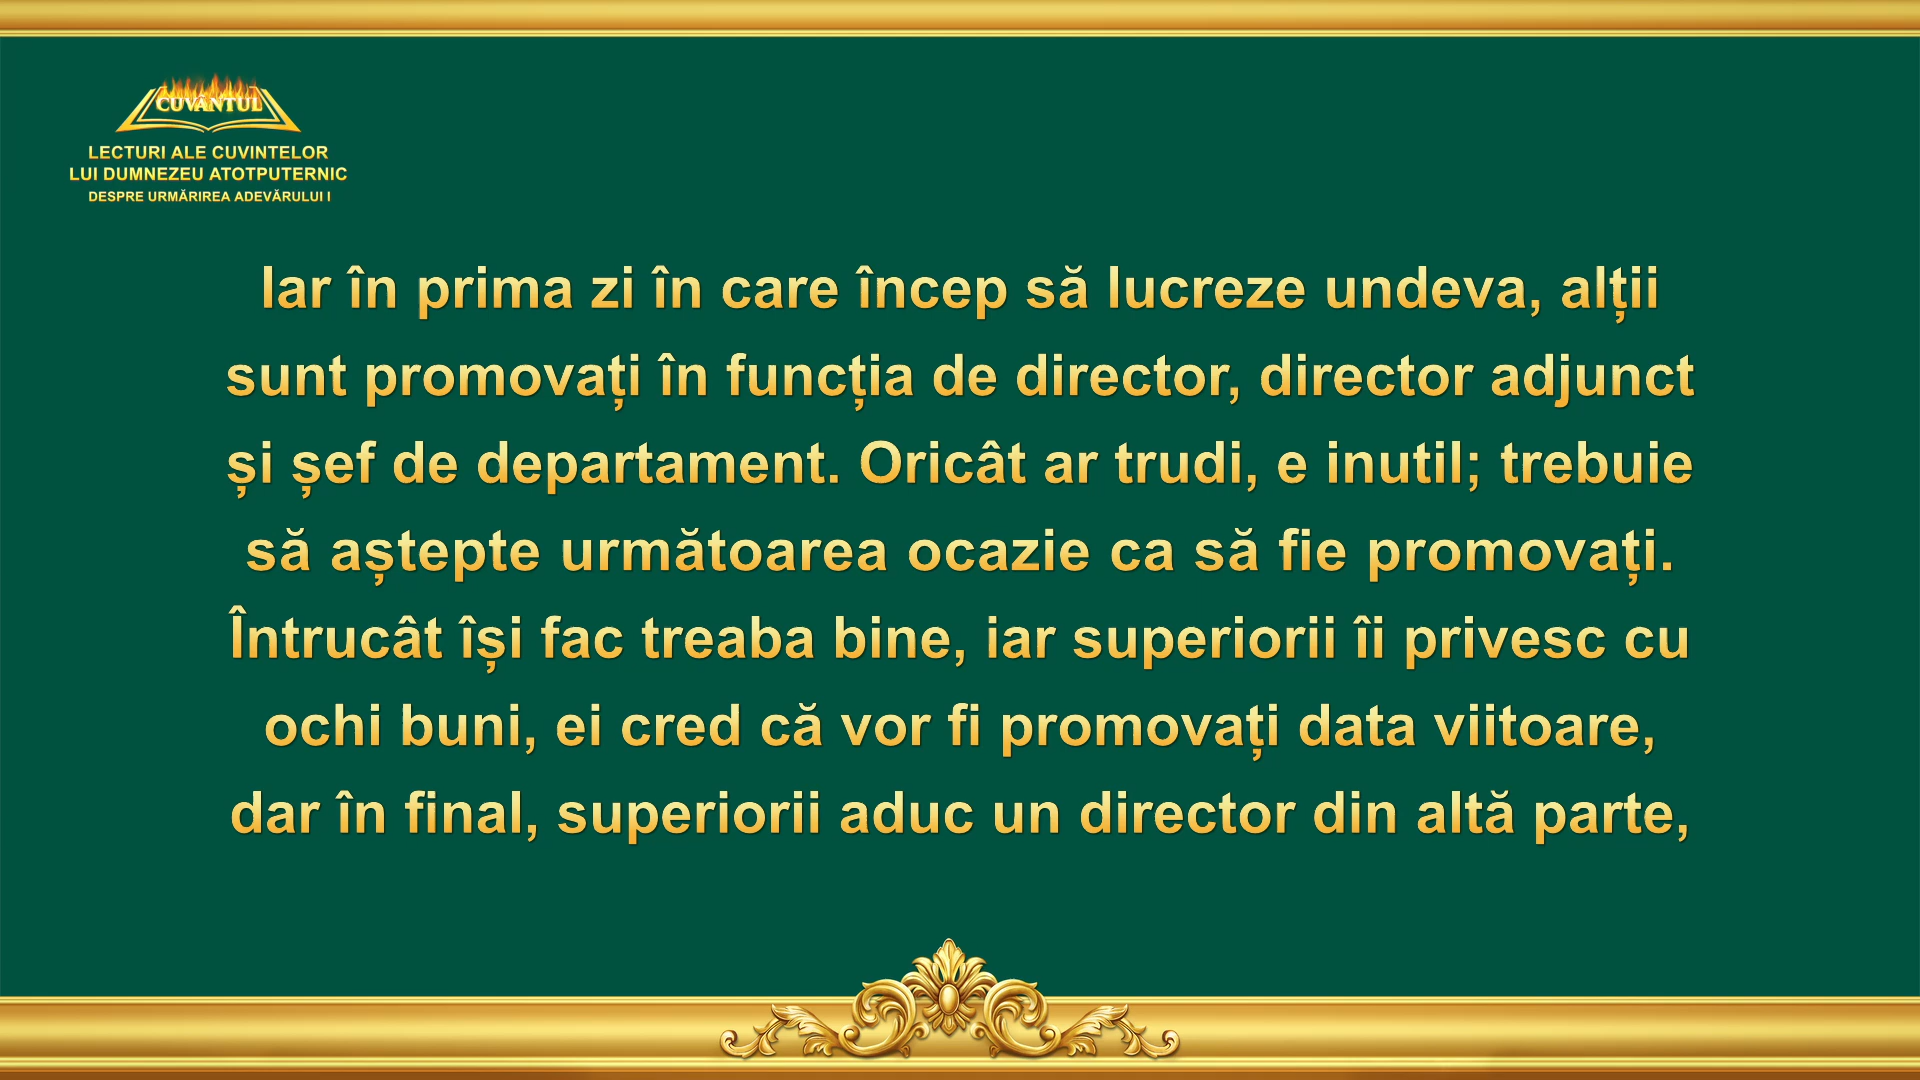 CUVÂNTUL
LECTURI ALE CUVINTELOR
LUI DUMNEZEU ATOTPUTERNIC
DESPRE URMĂRIREA ADEVĂRULUI I
Iar în prima zi în care încep să lucreze undeva, alții
sunt promovați în funcția de director, director adjunct
și șef de departament. Oricât ar trudi, e inutil; trebuie
să aștepte următoarea ocazie ca să fie promovați.
Întrucât își fac treaba bine, iar superiorii îi privesc cu
ochi buni, ei cred că vor fi promovați data viitoare,
dar în final, superiorii aduc un director din altă parte,